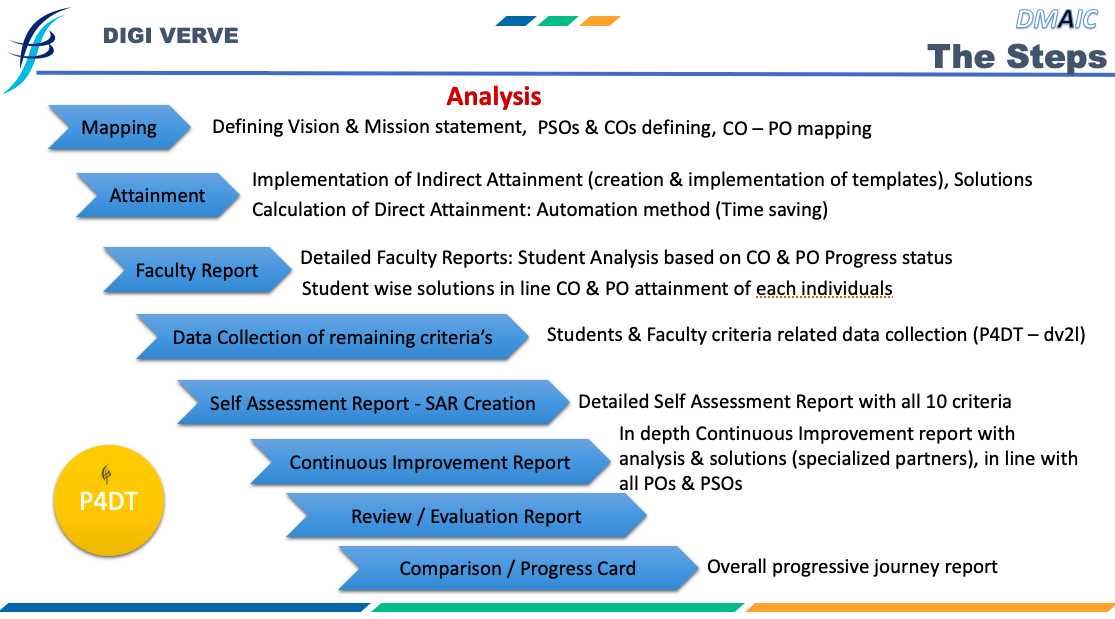 DIGI VERVE
DMAIC
The Steps
Analysis
Mapping
Defining Vision & Mission statement, PSOs & COs defining, CO – PO mapping
Attainment
Implementation of Indirect Attainment (creation & implementation of templates), Solutions
Calculation of Direct Attainment: Automation method (Time saving)
Faculty Report
Detailed Faculty Reports: Student Analysis based on CO & PO Progress status
Student wise solutions in line CO & PO attainment of each individuals
Data Collection of remaining criteria's
Students & Faculty criteria related data collection (P4DT – dv2l)
Self Assessment Report - SAR Creation
Detailed Self Assessment Report with all 10 criteria
Continuous Improvement Report
In depth Continuous Improvement report with
analysis & solutions (specialized partners), in line with
all POs & PSOs
P4DT
Review / Evaluation Report
Comparison / Progress Card
Overall progressive journey report